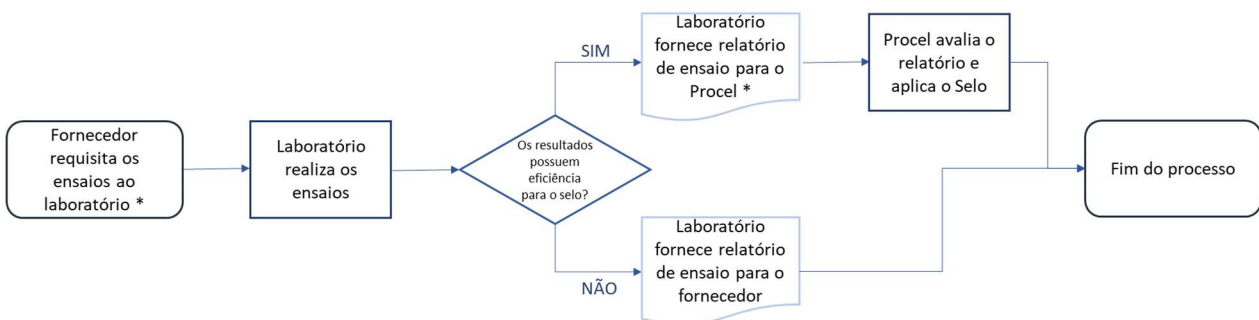 Fornecedor
requisita os
ensaios ao
laboratório *
Laboratório
realiza os
ensaios
Os resultados
possuem
eficiência
para o selo?
SIM
Laboratório
fornece relatório
de ensaio para o
Procel *
Procel avalia o
relatório e
aplica o Selo
NÃO
Laboratório
fornece relatório
de ensaio para o
fornecedor
Fim do processo